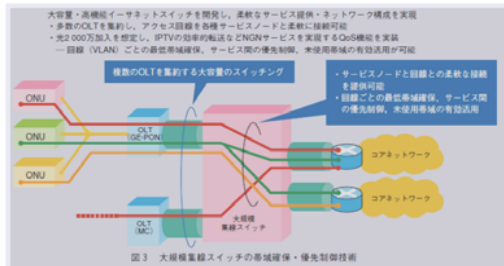 大容量・高機能イーサネットスイッチを開発し、柔軟なサービス提供・ネットワーク構成を実現
・多数のOLTを集約し、アクセス回線を各種サービスノードと柔軟に接続可能
・光2 000万加入を想定し、IPTVの効率的転送などNGNサービスを実現するQoS機能を実装
― 回線（VLAN）ごとの最低帯域確保、サービス間の優先制御、未使用帯域の有効活用が可能
複数のOLTを集約する大容量のスイッチング
・サービスノードと回線との柔軟な接続
を提供可能
・回線ごとの最低帯域確保、サービス間
の優先制御、未使用帯域の有効活用
ONU
ONU
ONU
OLT
(GE-PON)
OLT
(MC)
大規模
集線スイッチ
コアネットワーク
コアネットワーク
図3 大規模集線スイッチの帯域確保・優先制御技術